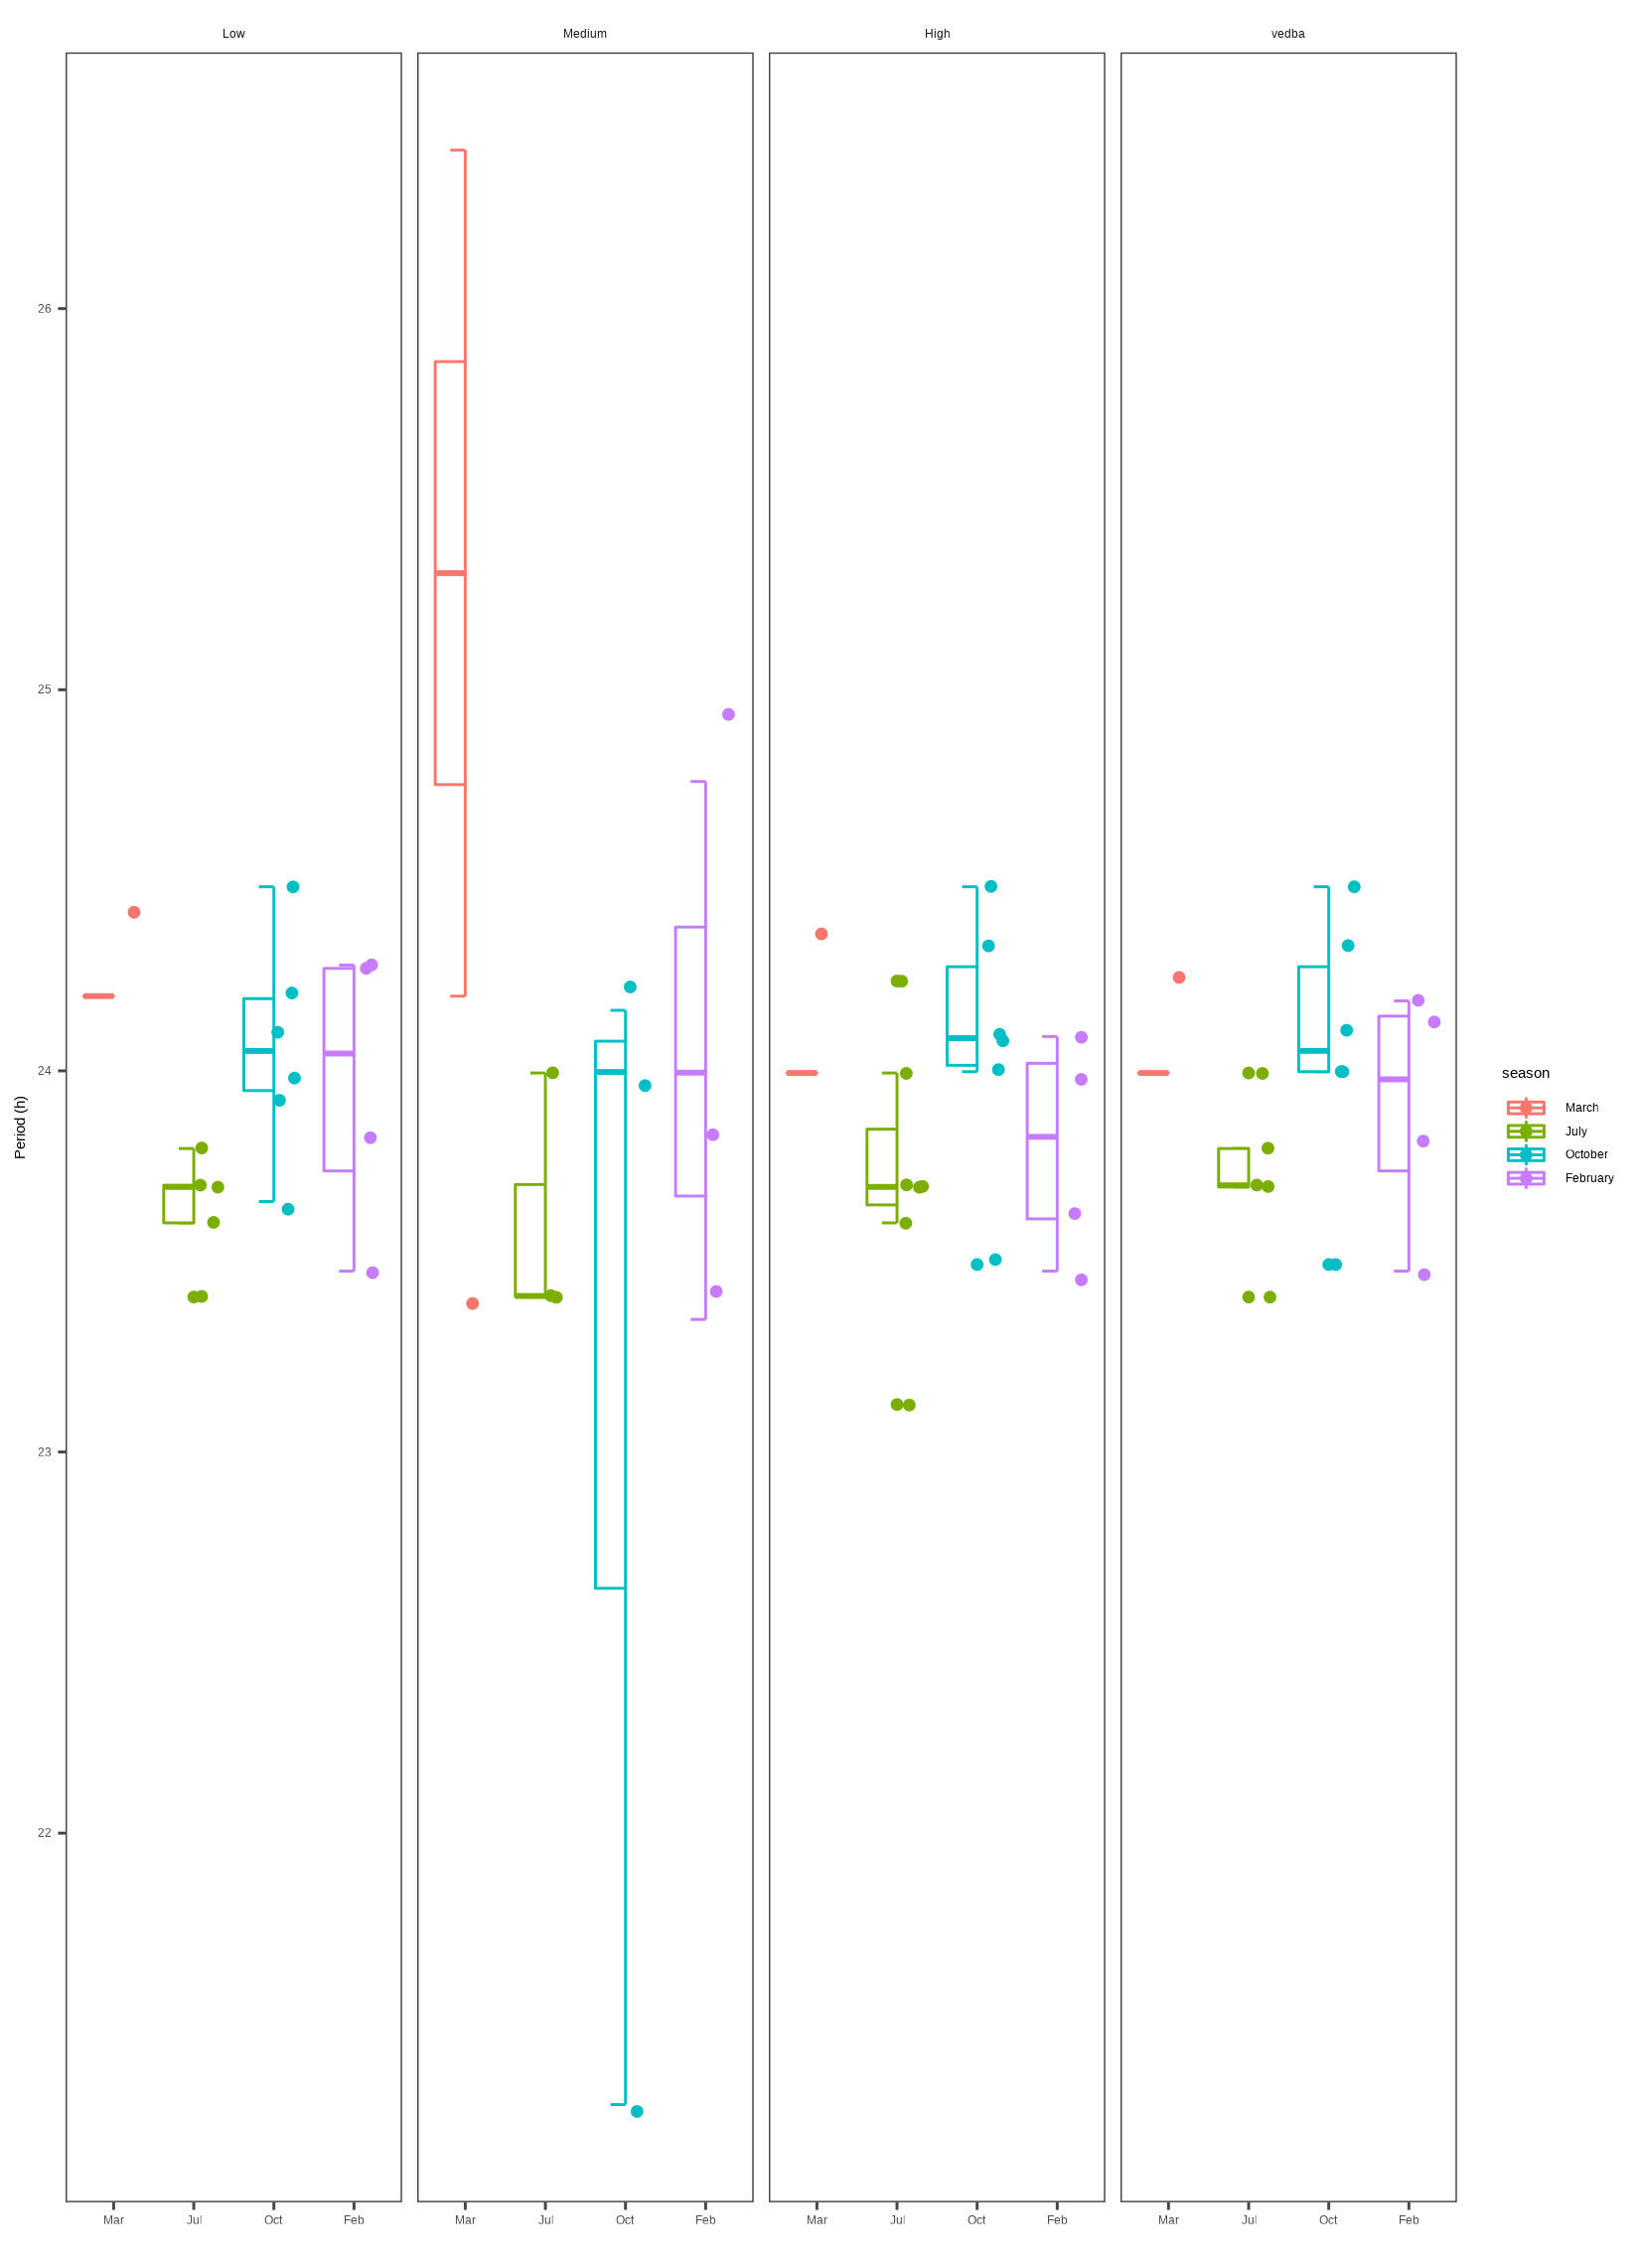 Low Medium High vedba
26
25
24
23
22
Period (h)
Mar Jul Oct Feb Mar Jul Oct Feb Mar Jul Oct Feb Mar Jul Oct Feb
season
March
July
October
February